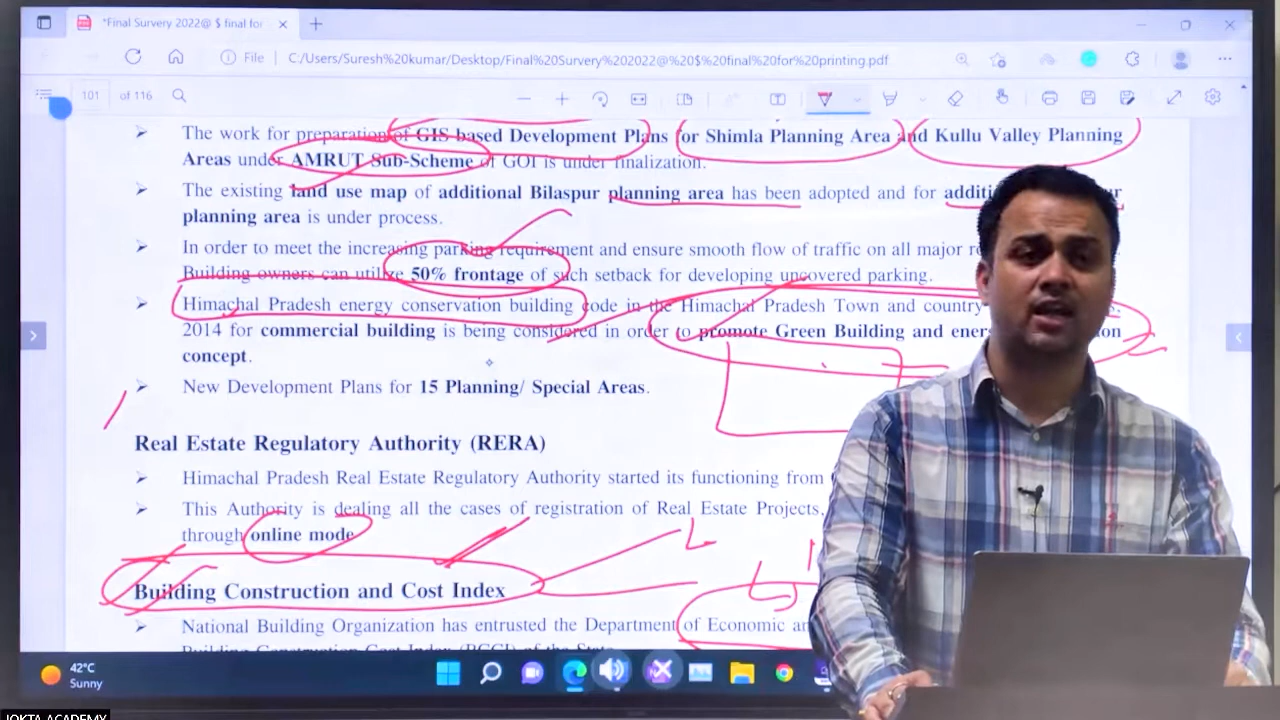 *Final Survery 2022@ $ final for
File C:/Users/Suresh%20kumar/Desktop/Final%20Survery%202022@%20$%20final%20for%20printing.pdf
101 of 116
The work for preparation of GIS based Development Plans for Shimla Planning Area and Kullu Valley Planning
Areas under AMRUT Sub-Scheme of GOI is under finalization.
The existing land use map of additional Bilaspur planning area has been adopted and for
planning area is under process.
In order to meet the increasing parking requirement and ensure smooth flow of traffic on all major
Building owners can utilize 50% frontage of such setback for developing uncovered parking.
Himachal Pradesh energy conservation building code in the Himachal Pradesh Town and country
2014 for commercial building is being considered in order to promote Green Building and
concept.
New Development Plans for 15 Planning/ Special Areas.
Real Estate Regulatory Authority (RERA)
Himachal Pradesh Real Estate Regulatory Authority started its functioning from
This Authority is dealing all the cases of registration of Real Estate Projects,
through online mode
Building Construction and Cost Index
National Building Organization has entrusted the Department of Economic
42°C
Sunny
JOKTA ACADEMY